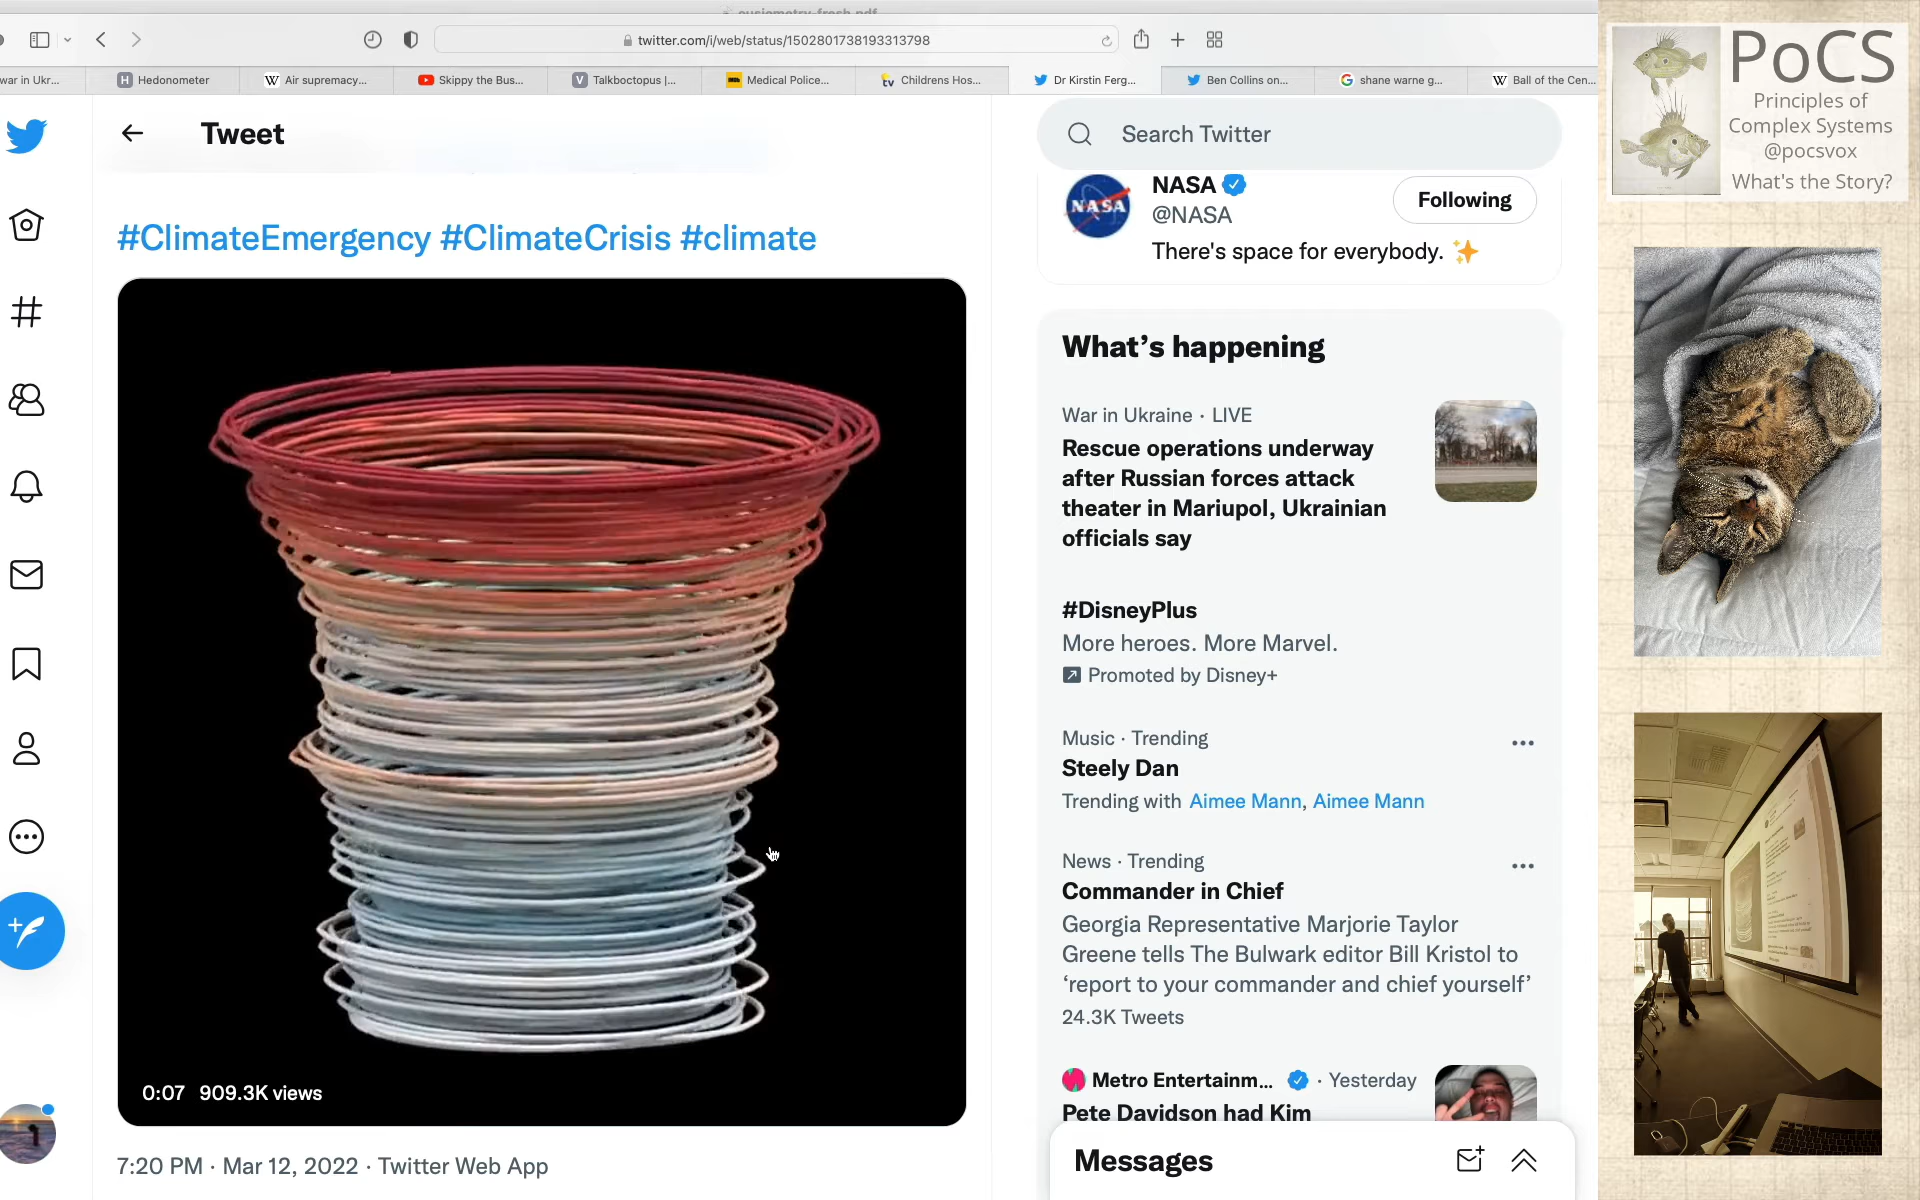 ousiometry-fresh.pdf
twitter.com/i/web/status/1502801738193313798
war in Ukr...
Hedonometer
Air supremacy...
Skippy the Bus...
Talkboctopus |...
Medical Police...
Childrens Hos...
Dr Kirstin Ferg...
Ben Collins on...
shane warne g...
Ball of the Cen...
Tweet
#ClimateEmergency #ClimateCrisis #climate
0:07 909.3K views
7:20 PM · Mar 12, 2022 · Twitter Web App
Search Twitter
NASA
NASA
@NASA
Following
There's space for everybody.
What's happening
War in Ukraine · LIVE
Rescue operations underway
after Russian forces attack
theater in Mariupol, Ukrainian
officials say
#DisneyPlus
More heroes. More Marvel.
Promoted by Disney+
Music · Trending
Steely Dan
Trending with Aimee Mann, Aimee Mann
News · Trending
Commander in Chief
Georgia Representative Marjorie Taylor
Greene tells The Bulwark editor Bill Kristol to
‘report to your commander and chief yourself’
24.3K Tweets
Metro Entertainm... · Yesterday
Pete Davidson had Kim
Messages
PoCS
Principles of
Complex Systems
@pocsvox
What's the Story?